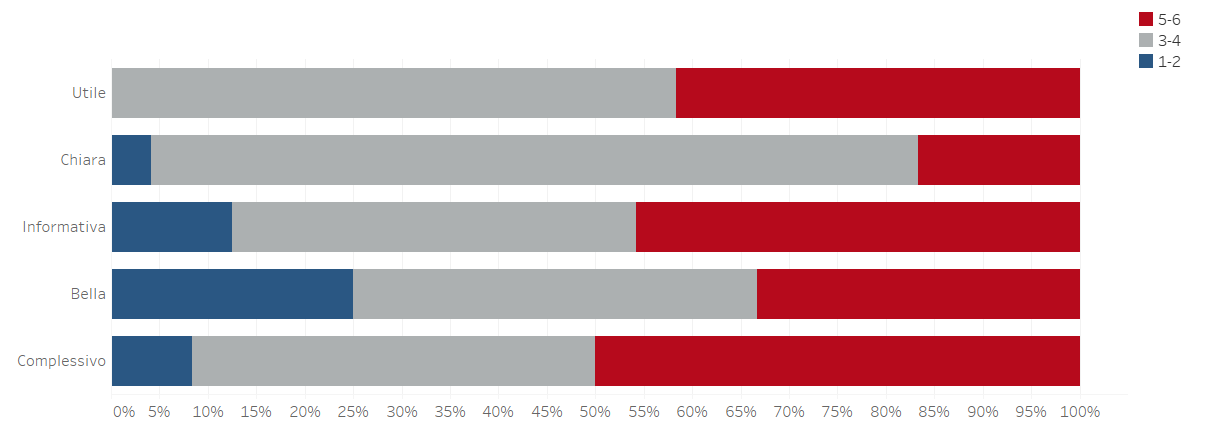 5-6
3-4
1-2
Utile
Chiara
Informativa
Bella
Complessivo
0% 5% 10% 15% 20% 25% 30% 35% 40% 45% 50% 55% 60% 65% 70% 75% 80% 85% 90% 95% 100%